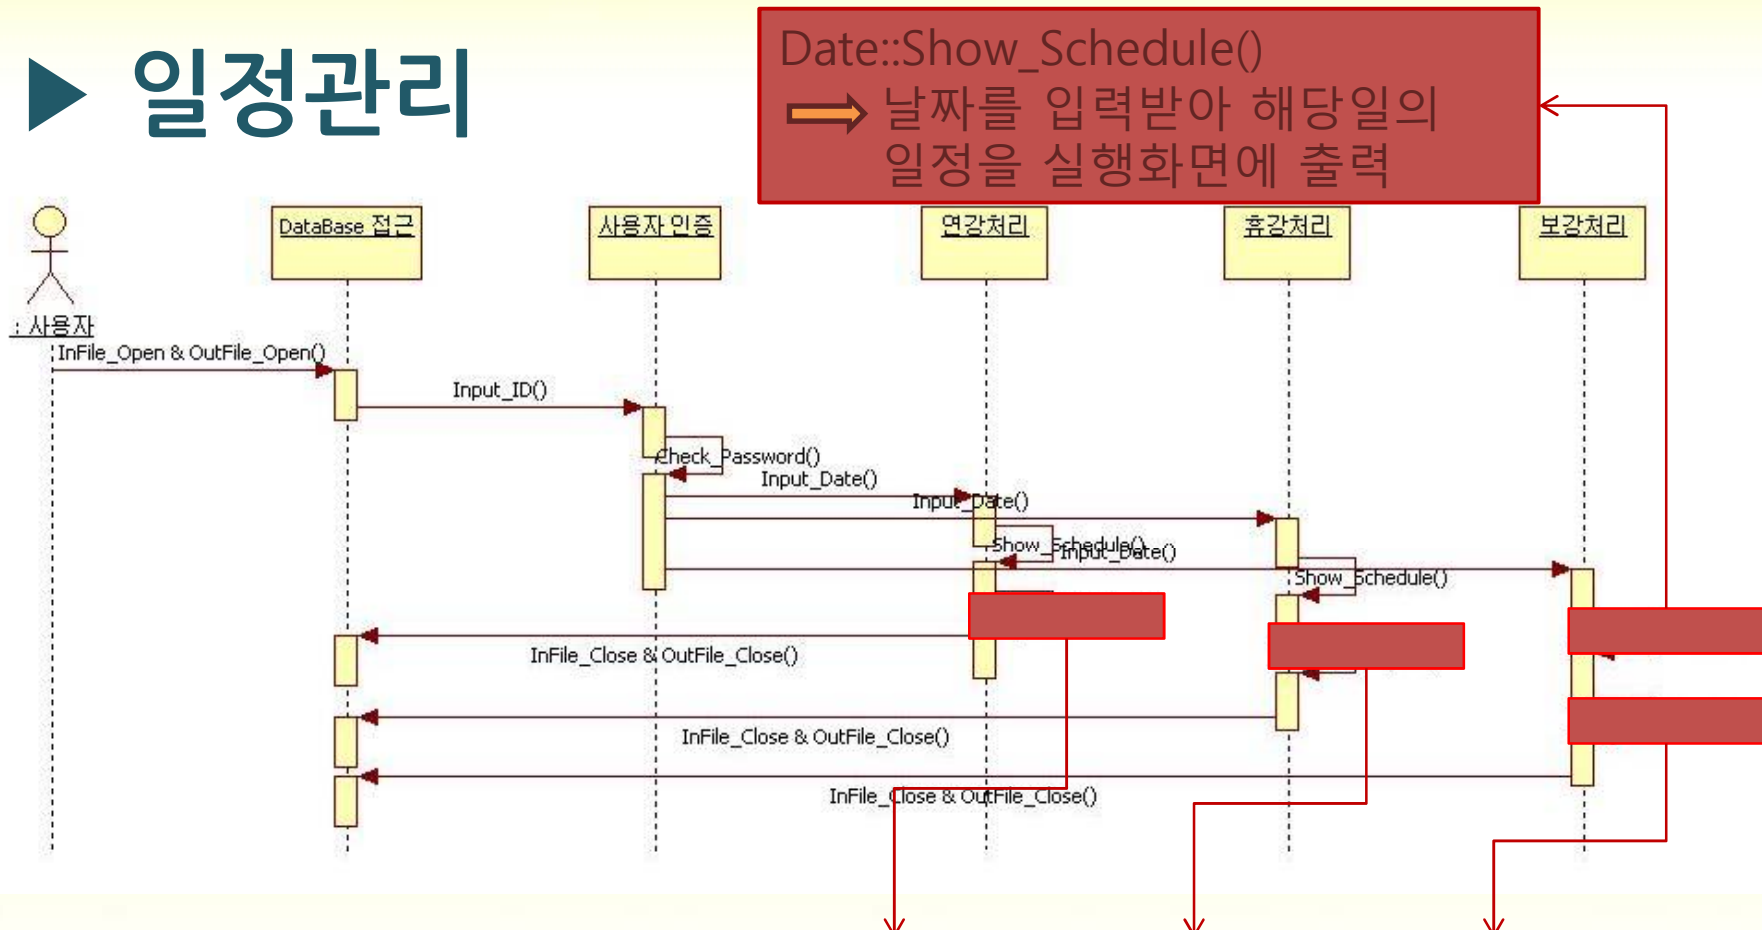 일정관리
Date::Show_Schedule()
날짜를 입력받아 해당일의
일정을 실행화면에 출력
DataBase 접근
사용자 인증
연강처리
휴강처리
보강처리
: 사용자
InFile_Open & OutFile_Open()
Input_ID()
Check_Password()
Input_Date()
Input_Date()
Show_Schedule()
Input_Date()
Show_Schedule()
InFile_Close & OutFile_Close()
InFile_Close & OutFile_Close()
InFile_Close & OutFile_Close()